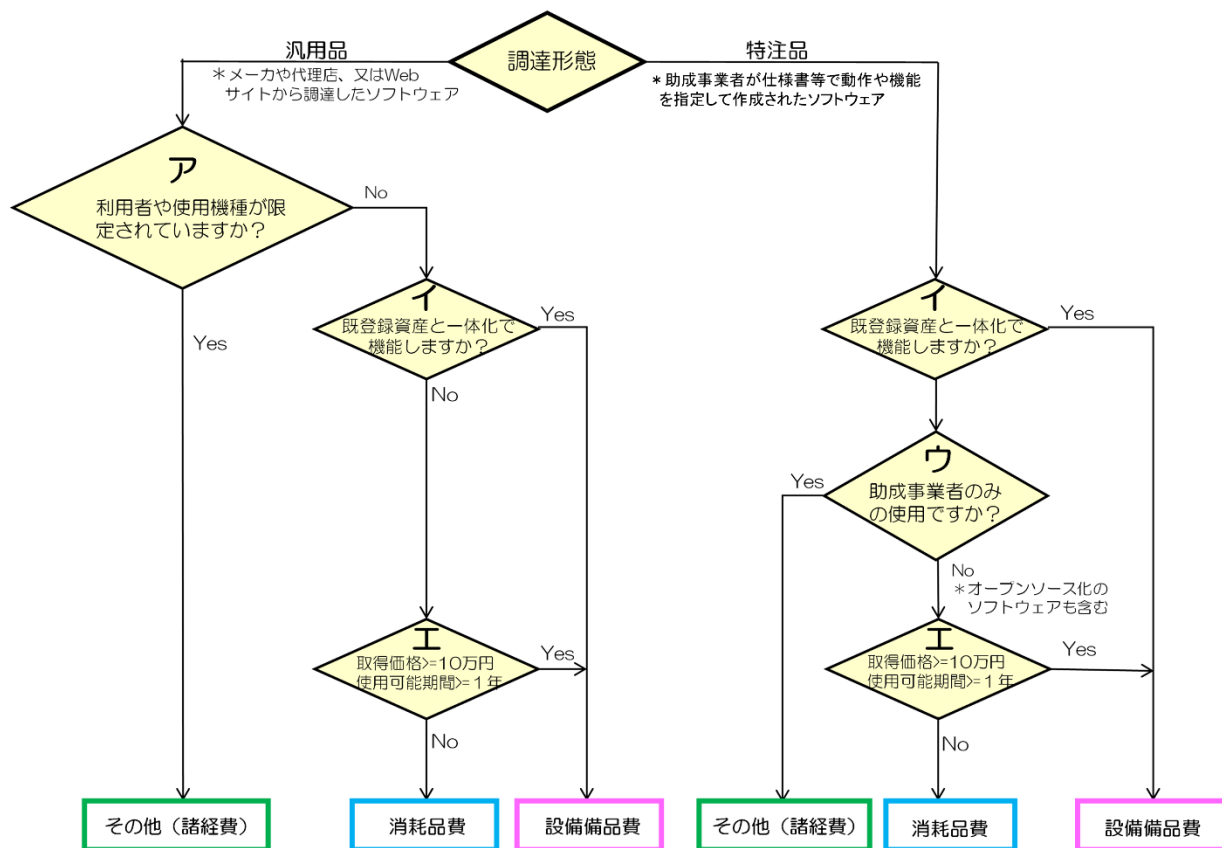 調達形態
汎用品
＊メーカや代理店、又はWeb
サイトから調達したソフトウェア
特注品
＊助成事業者が仕様書等で動作や機能
を指定して作成されたソフトウェア
ア
利用者や使用機種が限
定されていますか？
No
Yes
イ
既登録資産と一体化で
機能しますか？
Yes
No
エ
取得価格>=10万円
使用可能期間>=１年
Yes
No
イ
既登録資産と一体化で
機能しますか？
Yes
ウ
助成事業者のみ
の使用ですか？
Yes
No
＊オープンソース化の
ソフトウェアも含む
エ
取得価格>=10万円
使用可能期間>=１年
Yes
No
その他（諸経費）
消耗品費
設備備品費
その他（諸経費）
消耗品費
設備備品費